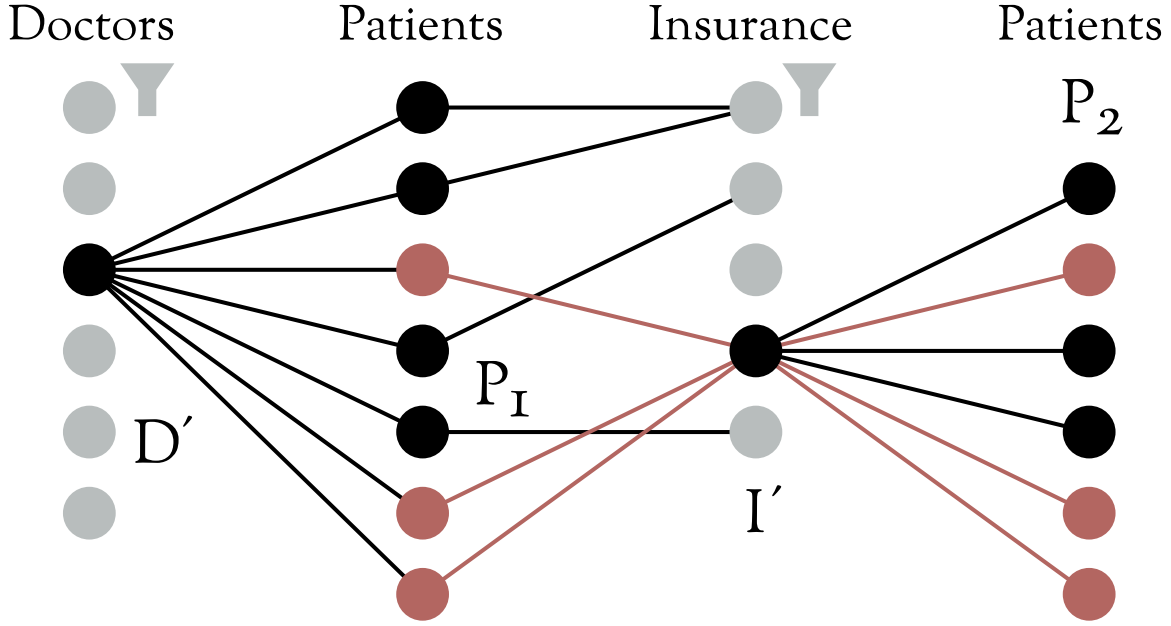 Doctors Patients Insurance Patients
P₂
P₁
D′
I′